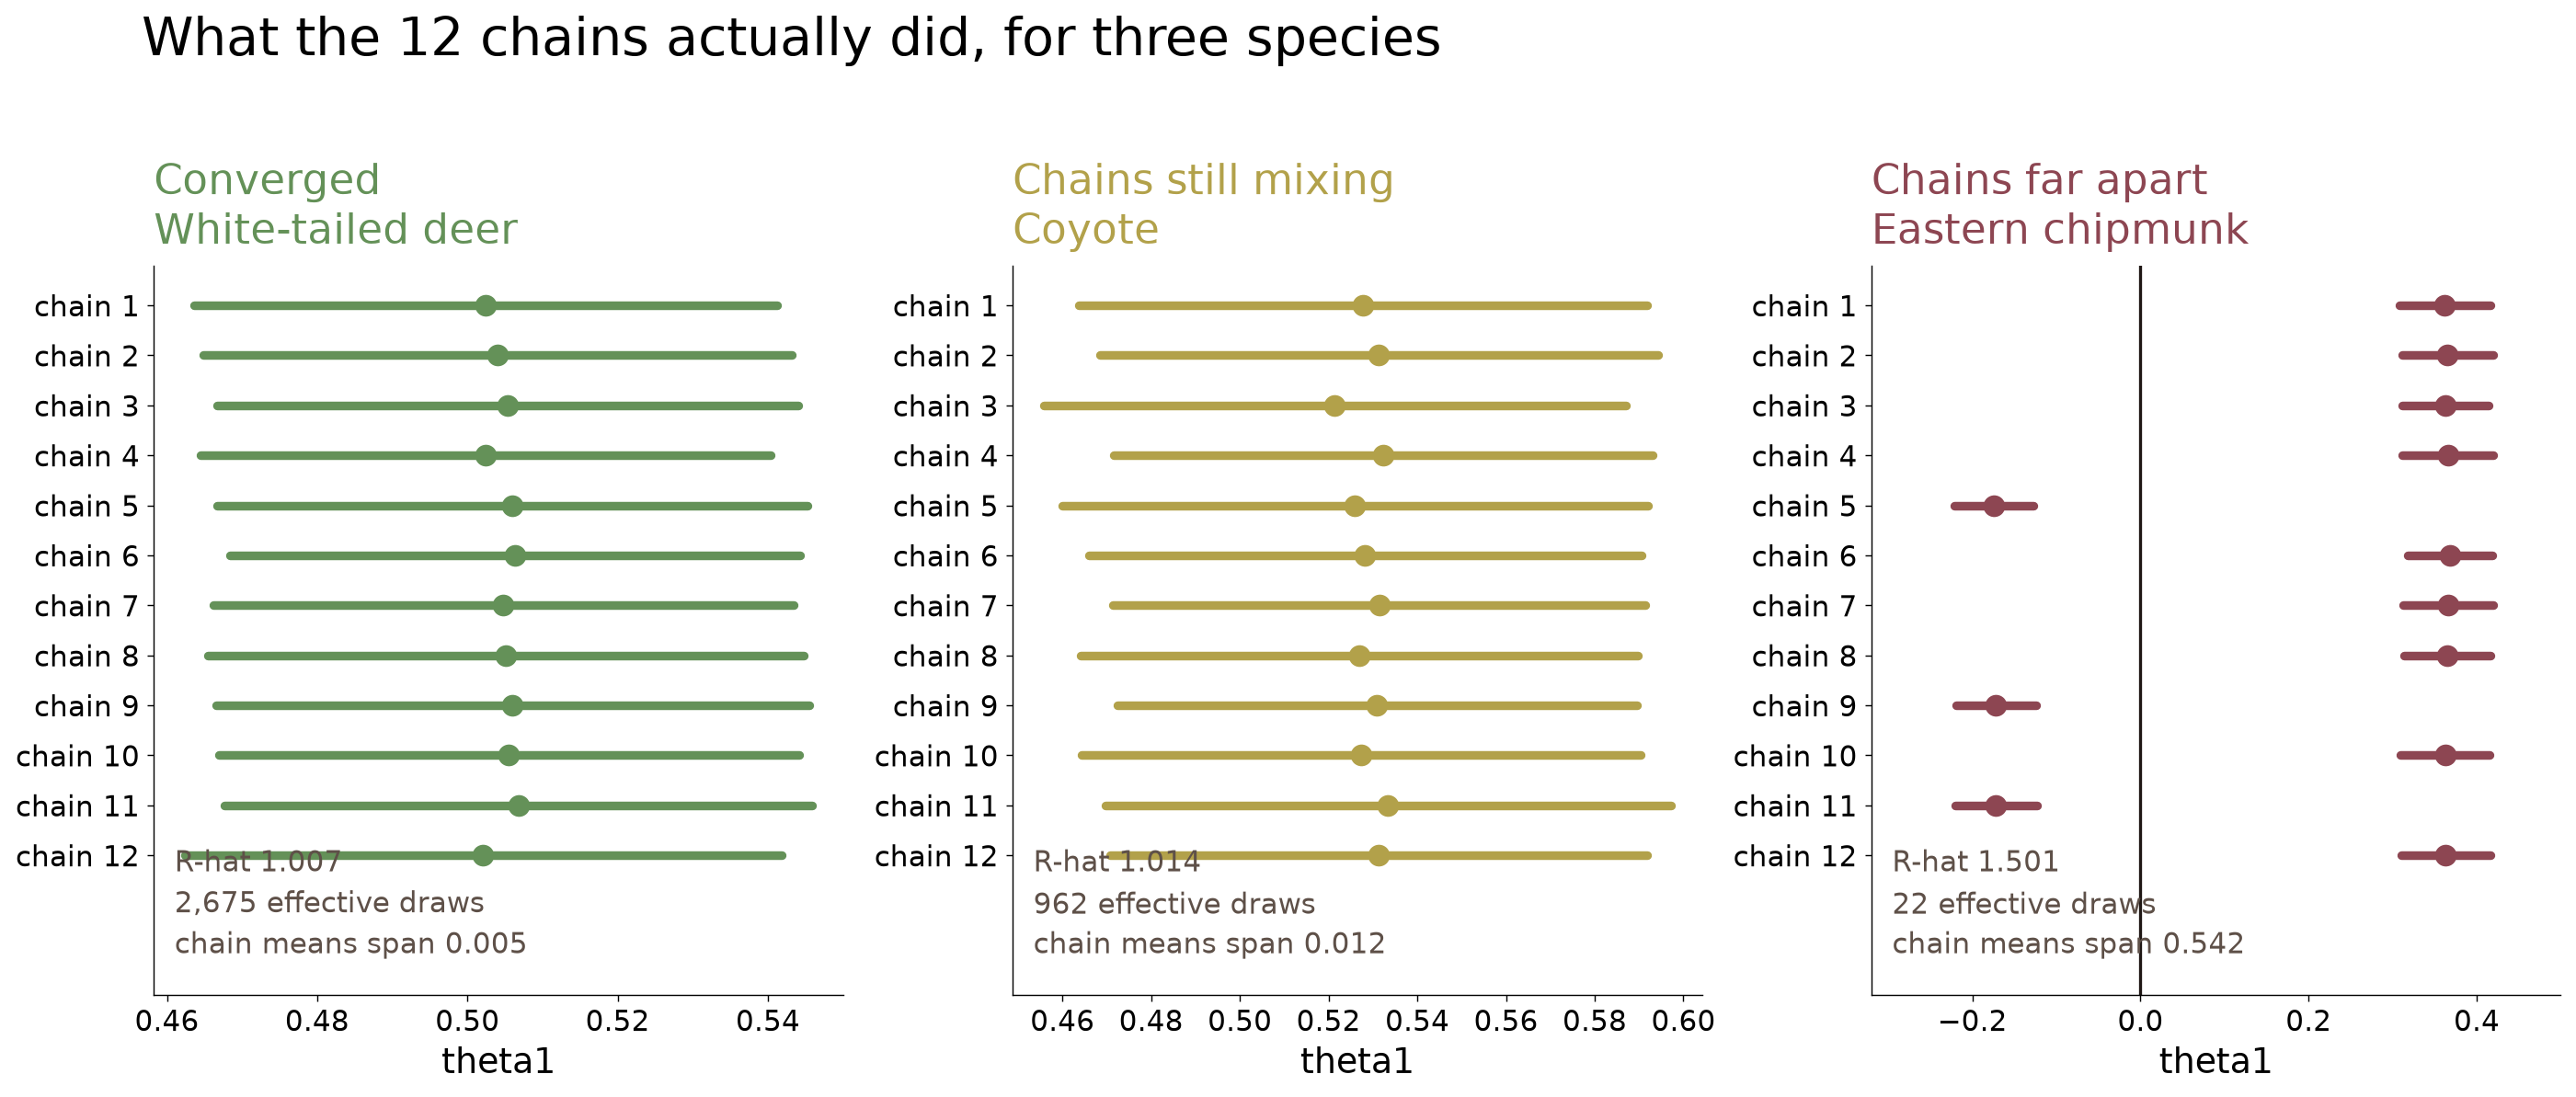 What the 12 chains actually did, for three species
Converged
White-tailed deer
chain 1
chain 2
chain 3
chain 4
chain 5
chain 6
chain 7
chain 8
chain 9
chain 10
chain 11
chain 12
R-hat 1.007
2,675 effective draws
chain means span 0.005
0.46 0.48 0.50 0.52 0.54
theta1
Chains still mixing
Coyote
chain 1
chain 2
chain 3
chain 4
chain 5
chain 6
chain 7
chain 8
chain 9
chain 10
chain 11
chain 12
R-hat 1.014
962 effective draws
chain means span 0.012
0.46 0.48 0.50 0.52 0.54 0.56 0.58 0.60
theta1
Chains far apart
Eastern chipmunk
chain 1
chain 2
chain 3
chain 4
chain 5
chain 6
chain 7
chain 8
chain 9
chain 10
chain 11
chain 12
R-hat 1.501
22 effective draws
chain means span 0.542
−0.2 0.0 0.2 0.4
theta1